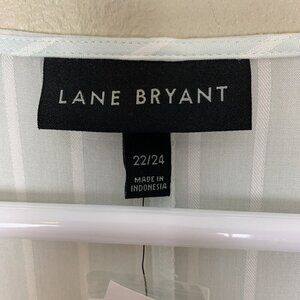 LANE BRYANT
22/24
MADE IN
INDONESIA